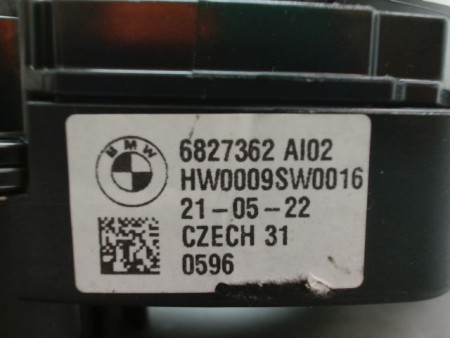 BMW
6827362 AI02
HW0009SW0016
21-05-22
CZECH 31
0596